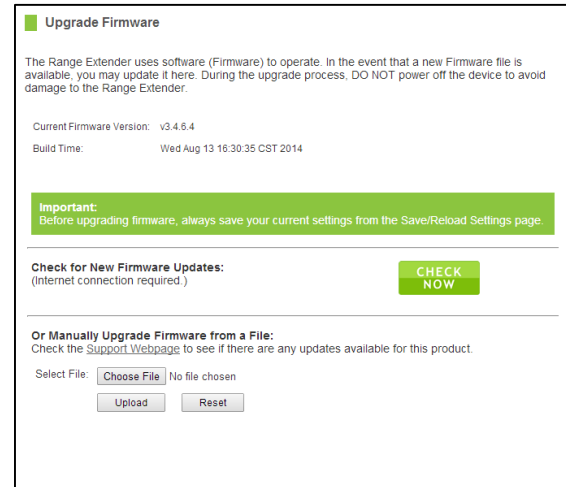 Upgrade Firmware
The Range Extender uses software (Firmware) to operate. In the event that a new Firmware file is
available, you may update it here. During the upgrade process, DO NOT power off the device to avoid
damage to the Range Extender.
Current Firmware Version: v3.4.6.4
Build Time: Wed Aug 13 16:30:35 CST 2014
Important:
Before upgrading firmware, always save your current settings from the Save/Reload Settings page.
Check for New Firmware Updates:
(Internet connection required.)
CHECK
NOW
Or Manually Upgrade Firmware from a File:
Check the Support Webpage to see if there are any updates available for this product.
Select File: Choose File No file chosen
Upload Reset